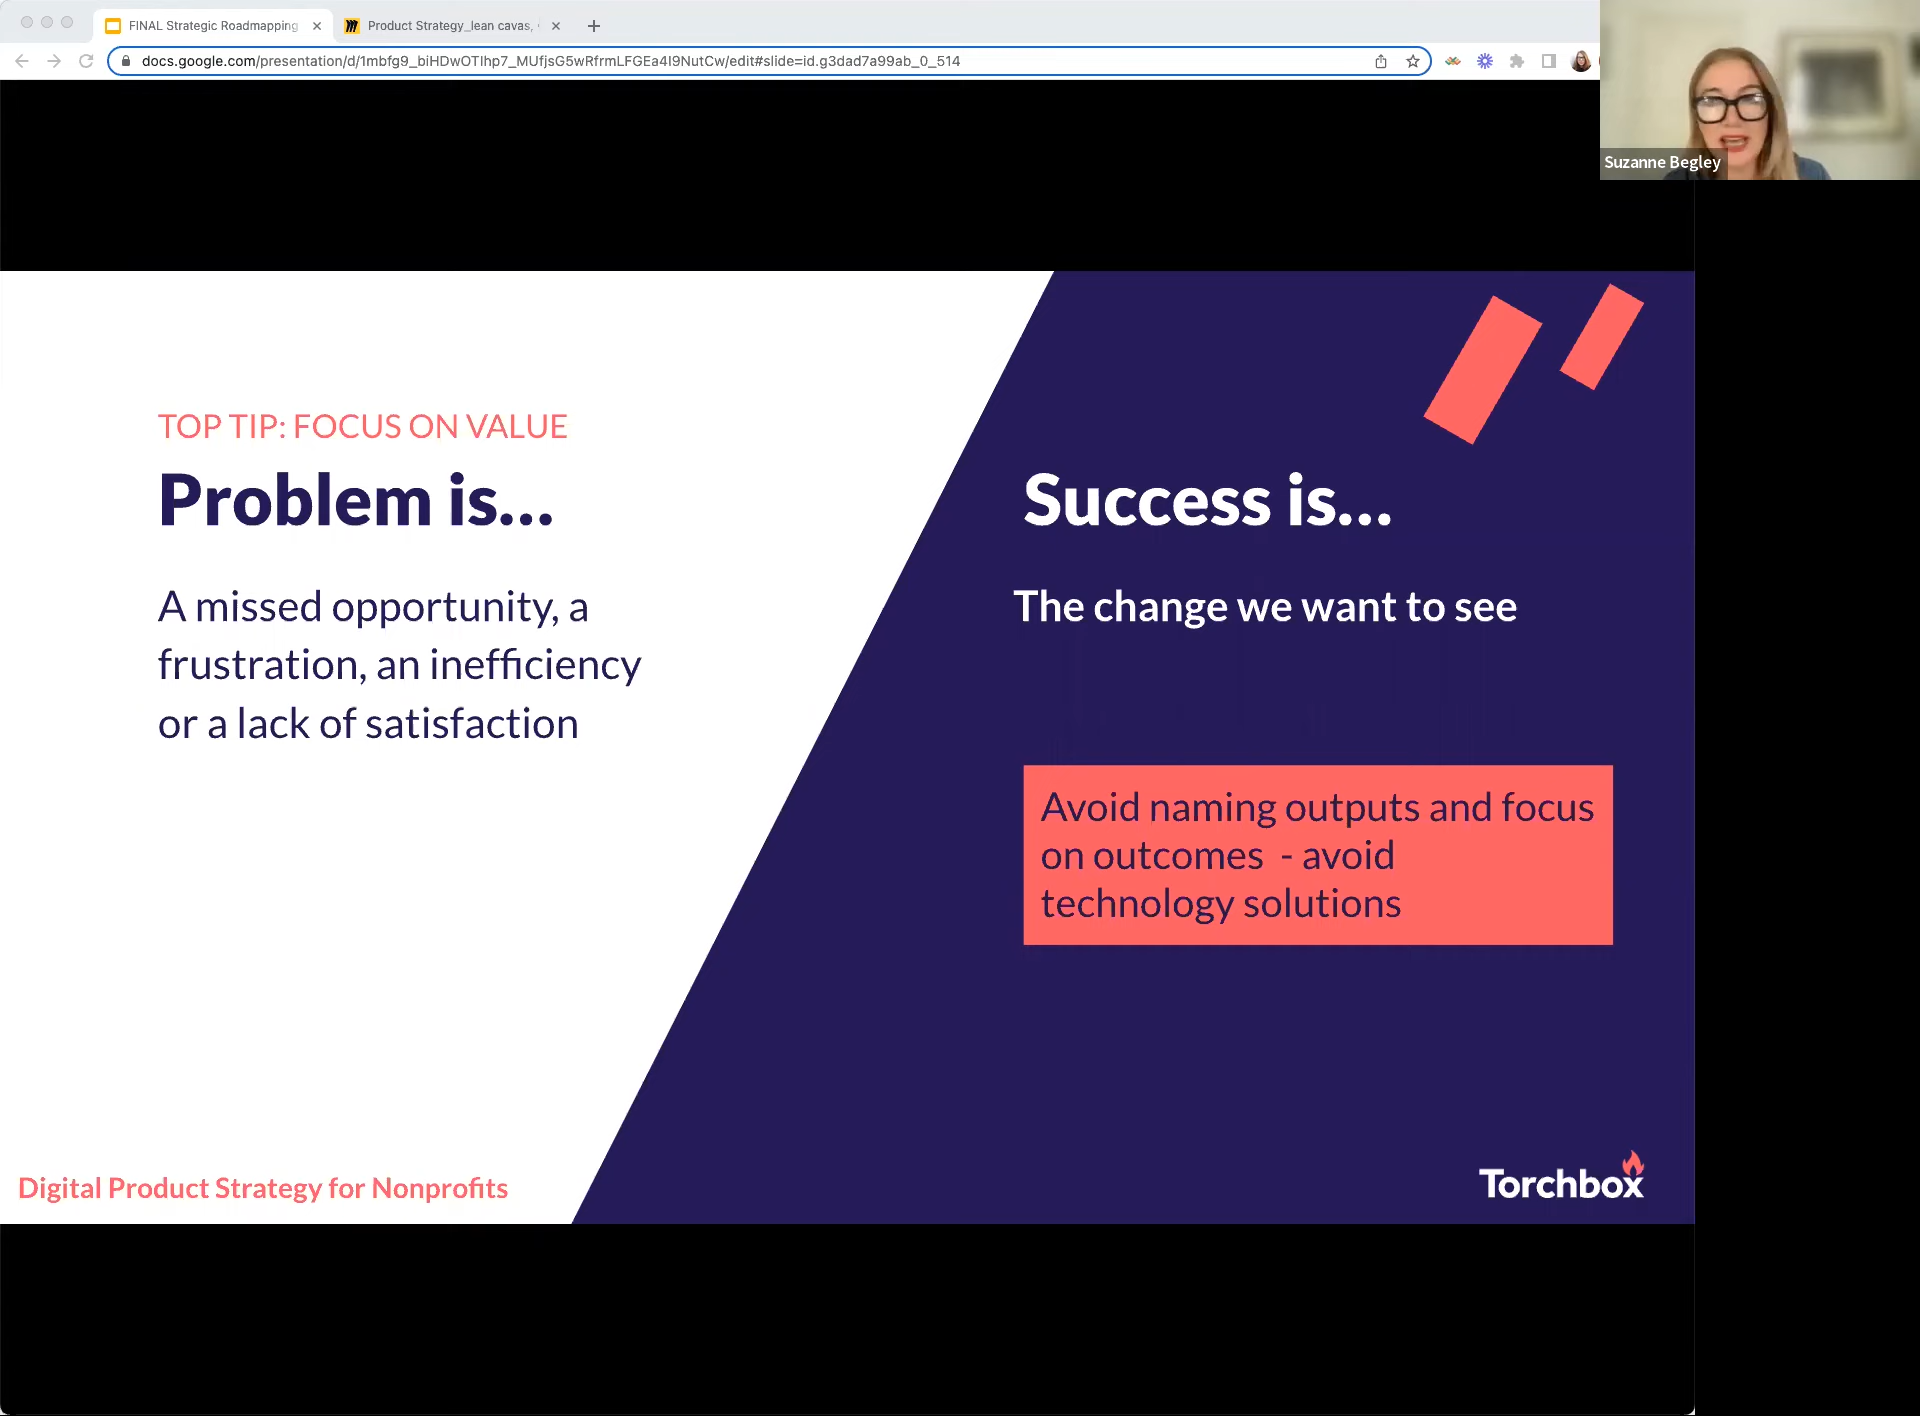 FINAL Strategic Roadmapping
Product Strategy_lean cavas,
docs.google.com/presentation/d/1mbfg9_biHDwOTIhp7_MUfjsG5wRfrmLFGEa4I9NutCw/edit#slide=id.g3dad7a99ab_0_514
Suzanne Begley
TOP TIP: FOCUS ON VALUE
Problem is...
A missed opportunity, a
frustration, an inefficiency
or a lack of satisfaction
Success is...
The change we want to see
Avoid naming outputs and focus
on outcomes - avoid
technology solutions
Digital Product Strategy for Nonprofits
Torchbox